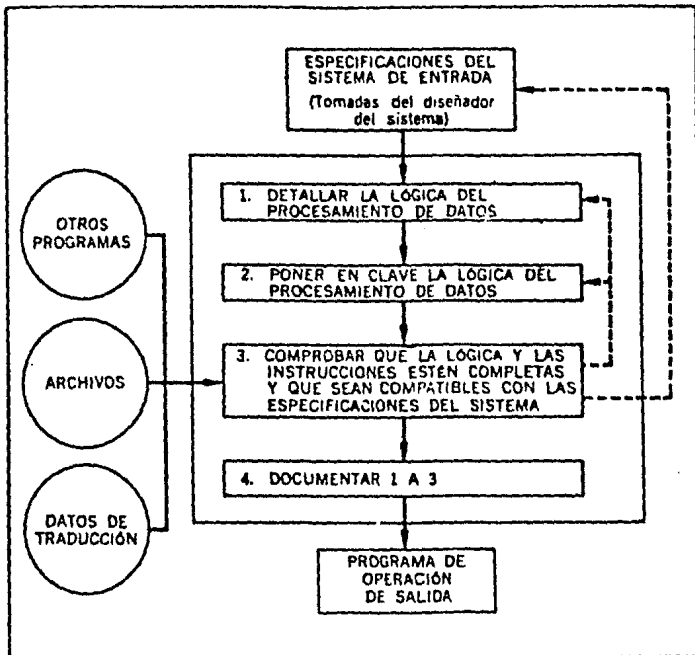 ESPECIFICACIONES DEL
SISTEMA DE ENTRADA
(Tomadas del diseñador
del sistema)
1. DETALLAR LA LÓGICA DEL
PROCESAMIENTO DE DATOS
OTROS
PROGRAMAS
2. PONER EN CLAVE LA LÓGICA DEL
PROCESAMIENTO DE DATOS
ARCHIVOS
3. COMPROBAR QUE LA LÓGICA Y LAS
INSTRUCCIONES ESTÉN COMPLETAS
Y QUE SEAN COMPATIBLES CON LAS
ESPECIFICACIONES DEL SISTEMA
4. DOCUMENTAR 1 A 3
DATOS DE
TRADUCCIÓN
PROGRAMA DE
OPERACIÓN
DE SALIDA